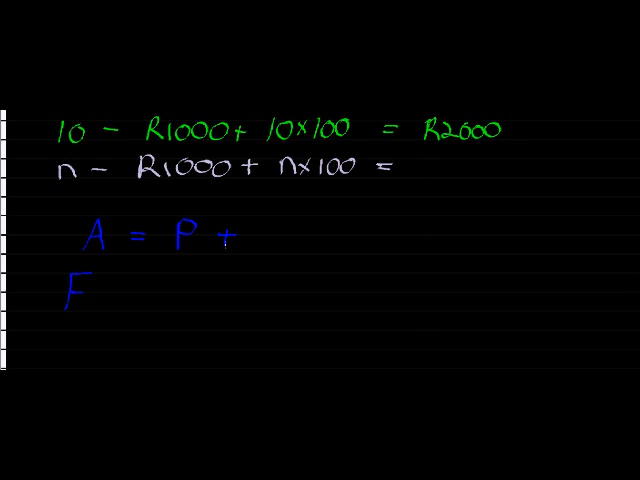 10 - R1000 + 10×100 = R2000
n - R1000 + n×100 =
A = P +
F